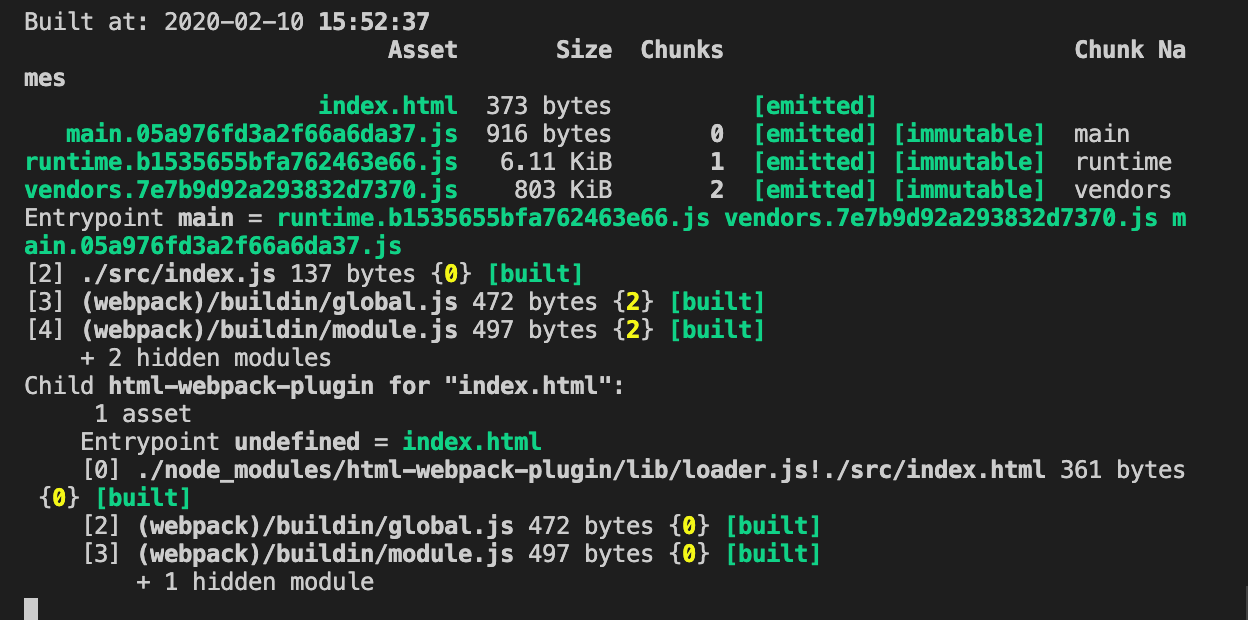 Built at: 2020-02-10 15:52:37
Asset Size Chunks Chunk Na
mes
index.html 373 bytes [emitted]
main.05a976fd3a2f66a6da37.js 916 bytes 0 [emitted] [immutable] main
runtime.b1535655bfa762463e66.js 6.11 KiB 1 [emitted] [immutable] runtime
vendors.7e7b9d92a293832d7370.js 803 KiB 2 [emitted] [immutable] vendors
Entrypoint main = runtime.b1535655bfa762463e66.js vendors.7e7b9d92a293832d7370.js m
ain.05a976fd3a2f66a6da37.js
[2] ./src/index.js 137 bytes {0} [built]
[3] (webpack)/buildin/global.js 472 bytes {2} [built]
[4] (webpack)/buildin/module.js 497 bytes {2} [built]
+ 2 hidden modules
Child html-webpack-plugin for "index.html":
1 asset
Entrypoint undefined = index.html
[0] ./node_modules/html-webpack-plugin/lib/loader.js!./src/index.html 361 bytes
{0} [built]
[2] (webpack)/buildin/global.js 472 bytes {0} [built]
[3] (webpack)/buildin/module.js 497 bytes {0} [built]
+ 1 hidden module